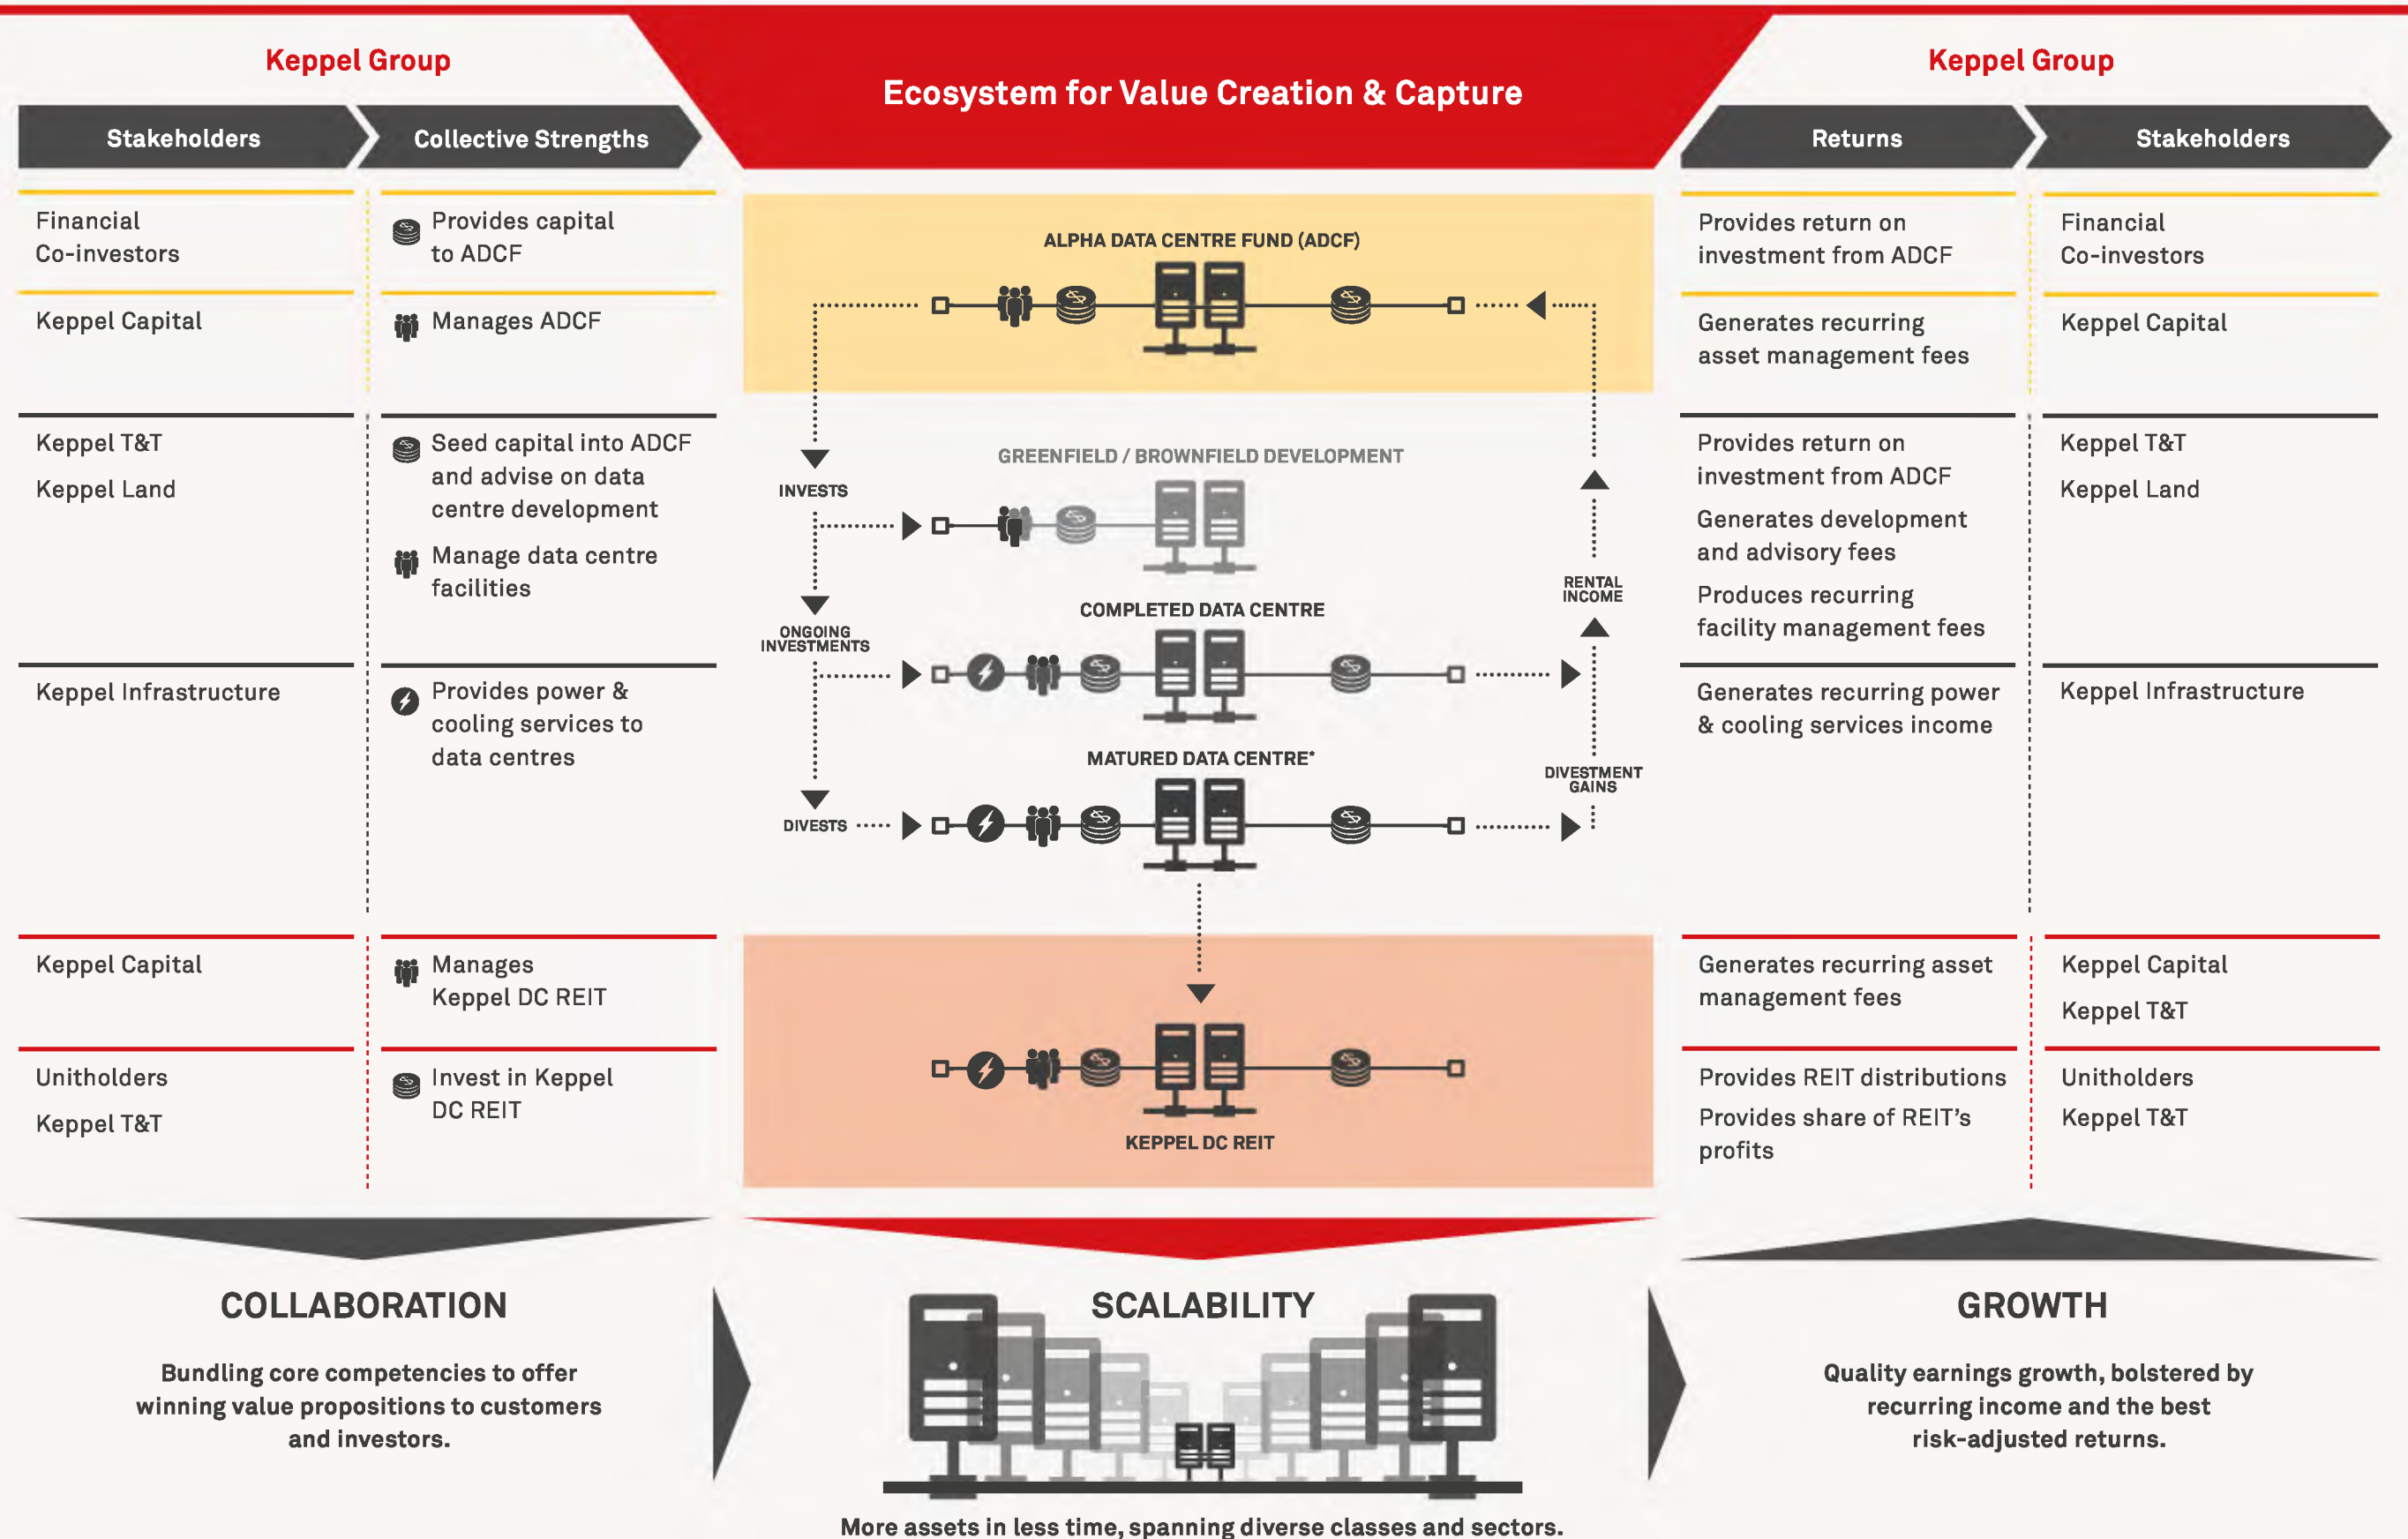 Keppel Group
Stakeholders
Collective Strengths
Financial
Co-investors
Provides capital
to ADCF
Keppel Capital
Manages ADCF
Keppel T&T
Keppel Land
Seed capital into ADCF
and advise on data
centre development
Manage data centre
facilities
Keppel Infrastructure
Provides power &
cooling services to
data centres
Keppel Capital
Manages
Keppel DC REIT
Unitholders
Keppel T&T
Invest in Keppel
DC REIT
Ecosystem for Value Creation & Capture
ALPHA DATA CENTRE FUND (ADCF)
INVESTS
GREENFIELD / BROWNFIELD DEVELOPMENT
ONGOING
INVESTMENTS
COMPLETED DATA CENTRE
RENTAL
INCOME
MATURED DATA CENTRE*
DIVESTS
DIVESTMENT
GAINS
KEPPEL DC REIT
Keppel Group
Returns
Stakeholders
Provides return on
investment from ADCF
Financial
Co-investors
Generates recurring
asset management fees
Keppel Capital
Provides return on
investment from ADCF
Generates development
and advisory fees
Produces recurring
facility management fees
Keppel T&T
Keppel Land
Generates recurring power
& cooling services income
Keppel Infrastructure
Generates recurring asset
management fees
Keppel Capital
Keppel T&T
Provides REIT distributions
Provides share of REIT's
profits
Unitholders
Keppel T&T
COLLABORATION
Bundling core competencies to offer
winning value propositions to customers
and investors.
SCALABILITY
More assets in less time, spanning diverse classes and sectors.
GROWTH
Quality earnings growth, bolstered by
recurring income and the best
risk-adjusted returns.